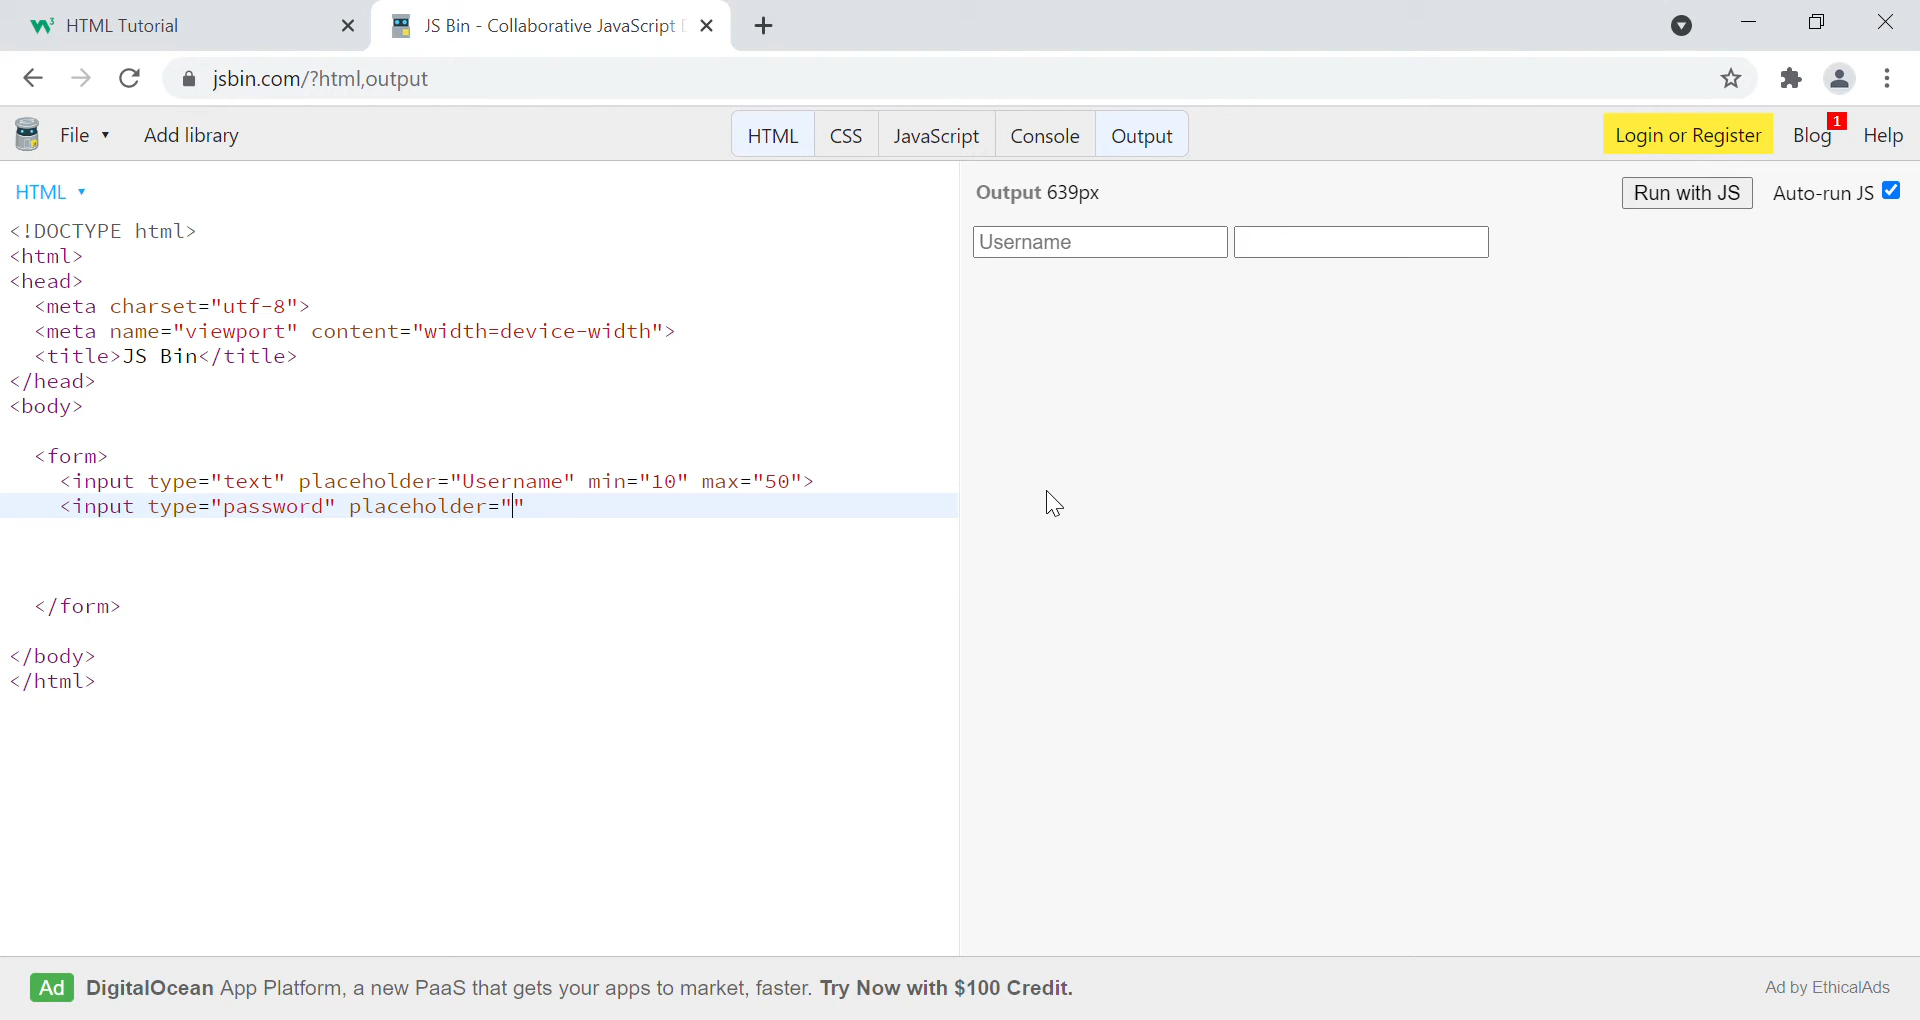 HTML Tutorial
JS Bin - Collaborative JavaScript
jsbin.com/?html,output
File ▾ Add library
HTML CSS JavaScript Console Output
Login or Register Blog 1 Help
HTML ▾
<!DOCTYPE html>
<html>
<head>
  <meta charset="utf-8">
  <meta name="viewport" content="width=device-width">
  <title>JS Bin</title>
</head>
<body>
  <form>
    <input type="text" placeholder="Username" min="10" max="50">
    <input type="password" placeholder=""
  </form>
</body>
</html>
Output 639px
Run with JS Auto-run JS
Username
Ad DigitalOcean App Platform, a new PaaS that gets your apps to market, faster. Try Now with $100 Credit.
Ad by EthicalAds